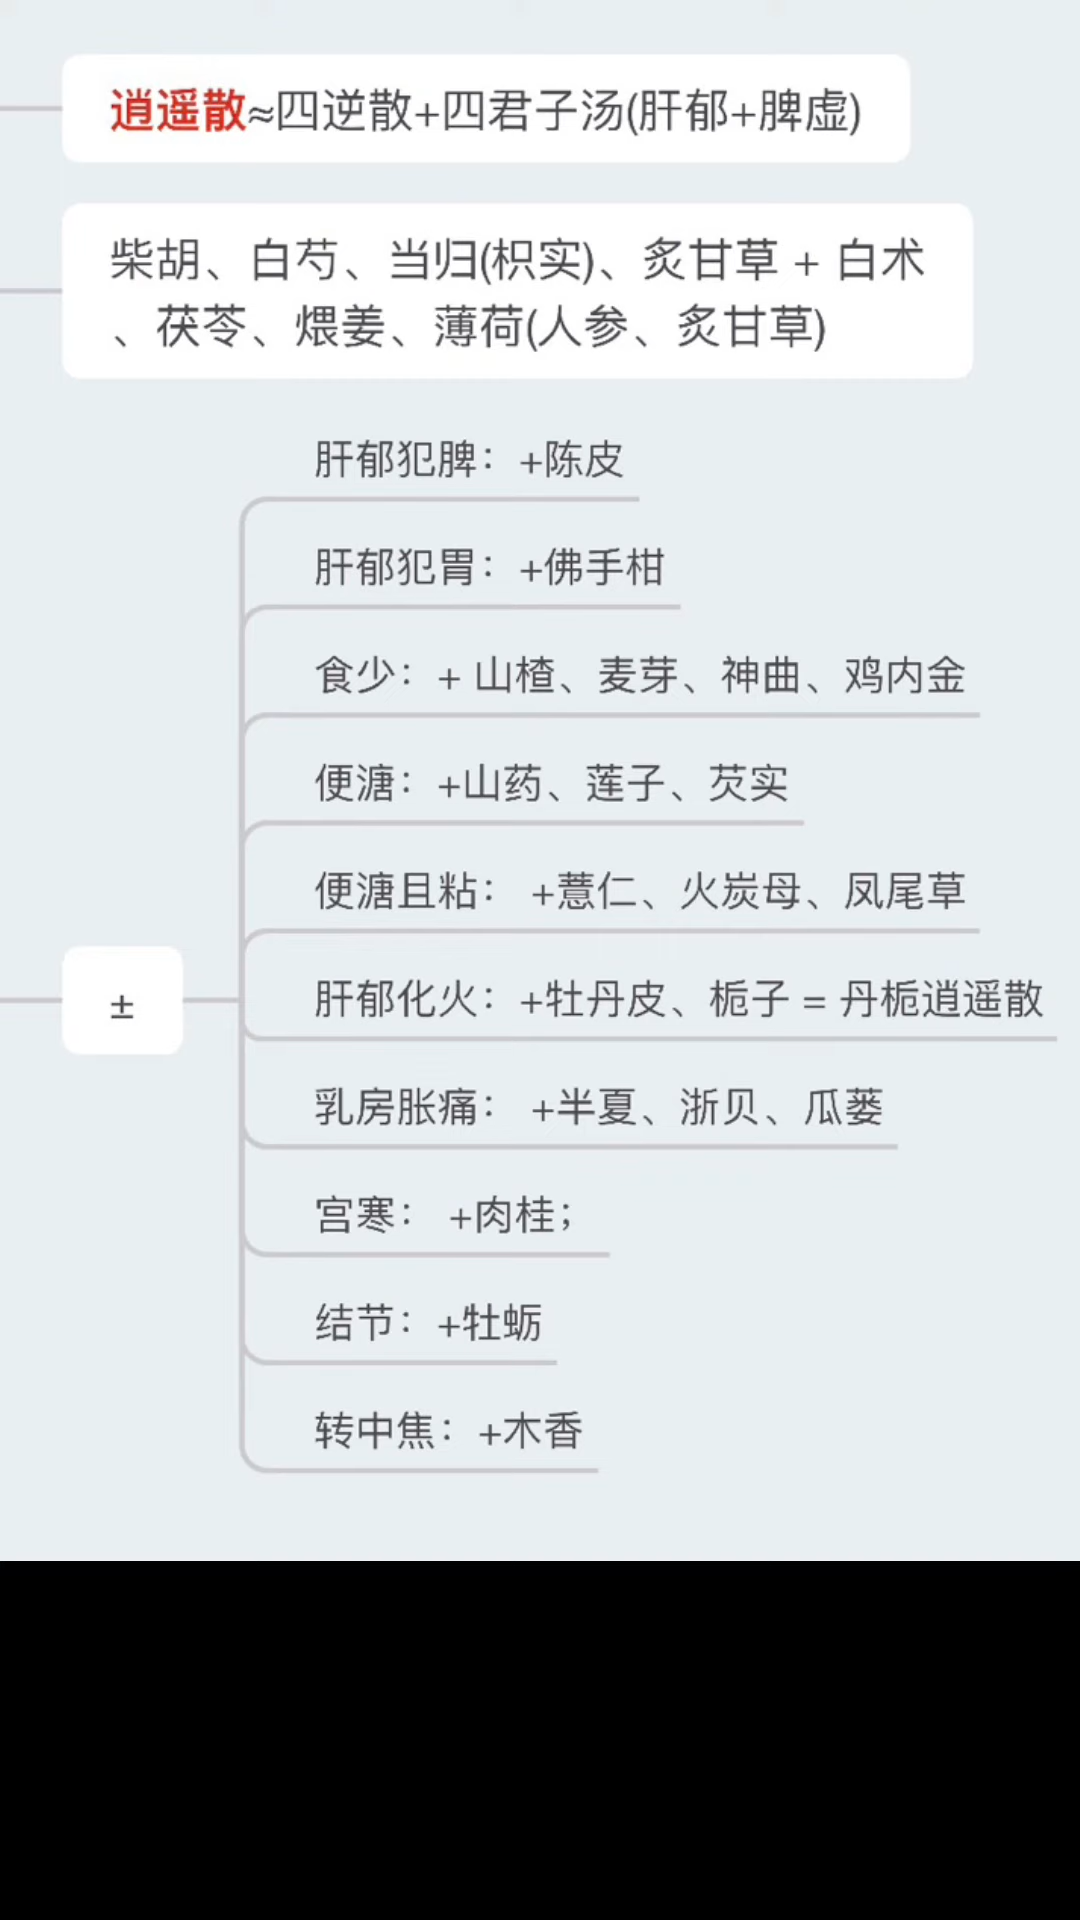 逍遥散≈四逆散+四君子汤(肝郁+脾虚)
柴胡、白芍、当归(枳实)、炙甘草 + 白术
、茯苓、煨姜、薄荷(人参、炙甘草)
肝郁犯脾：+陈皮
肝郁犯胃：+佛手柑
食少：+ 山楂、麦芽、神曲、鸡内金
便溏：+山药、莲子、芡实
便溏且粘： +薏仁、火炭母、凤尾草
±
肝郁化火：+牡丹皮、栀子 = 丹栀逍遥散
乳房胀痛： +半夏、浙贝、瓜蒌
宫寒： +肉桂；
结节：+牡蛎
转中焦：+木香